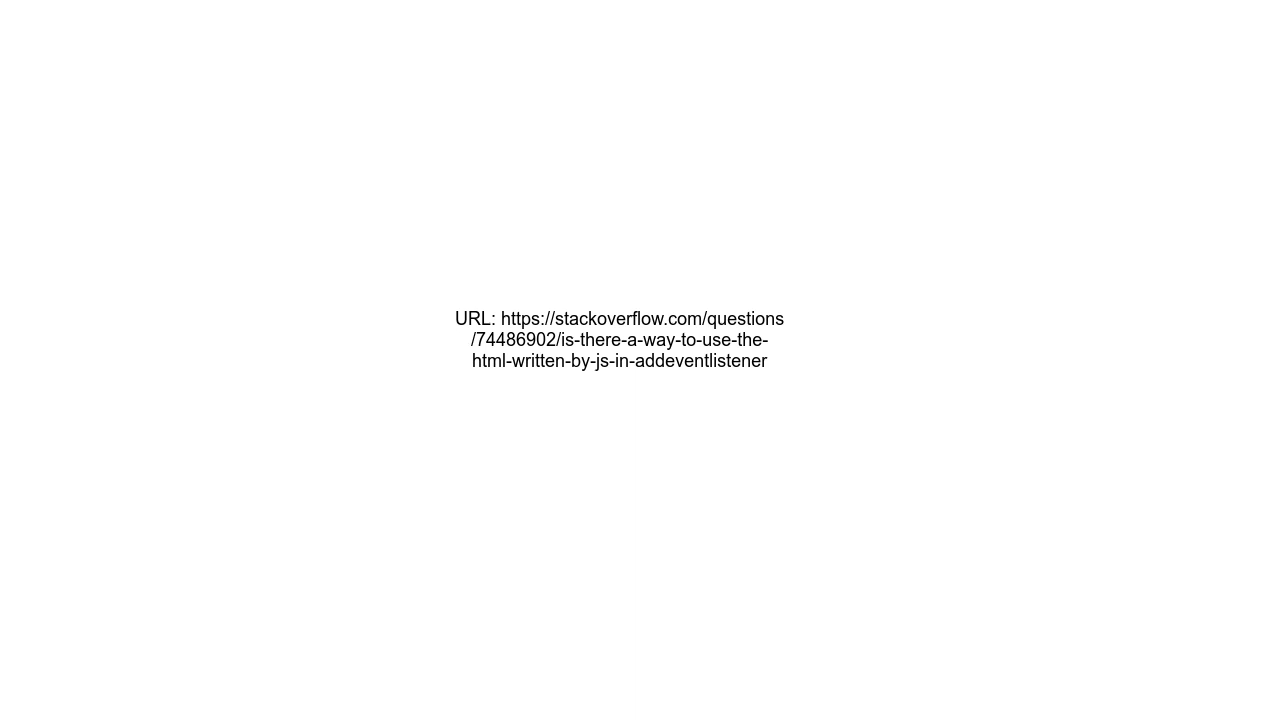 URL: https://stackoverflow.com/questions
/74486902/is-there-a-way-to-use-the-
html-written-by-js-in-addeventlistener